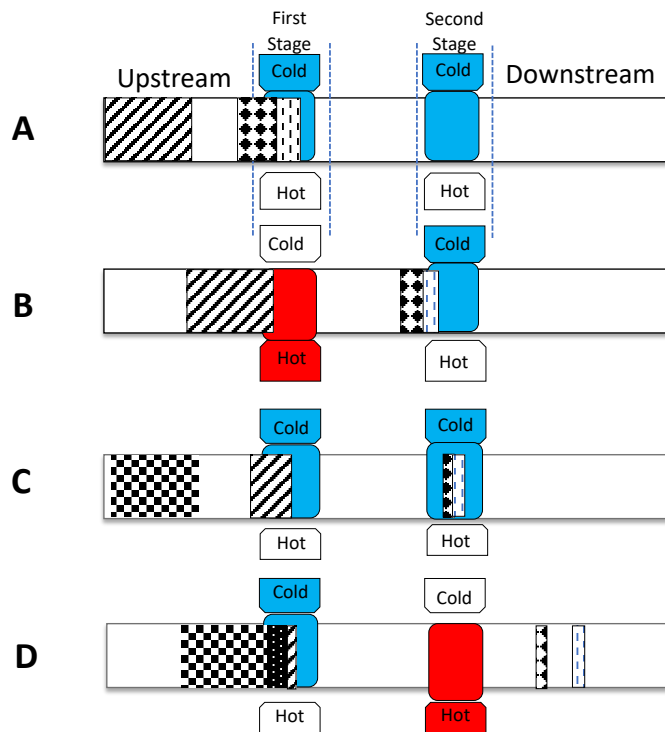 First
Stage
Second
Stage
Upstream
Cold
Cold
Downstream
A
Hot
Hot
Cold
Cold
B
Hot
Hot
Cold
Cold
C
Hot
Hot
Cold
Cold
D
Hot
Hot